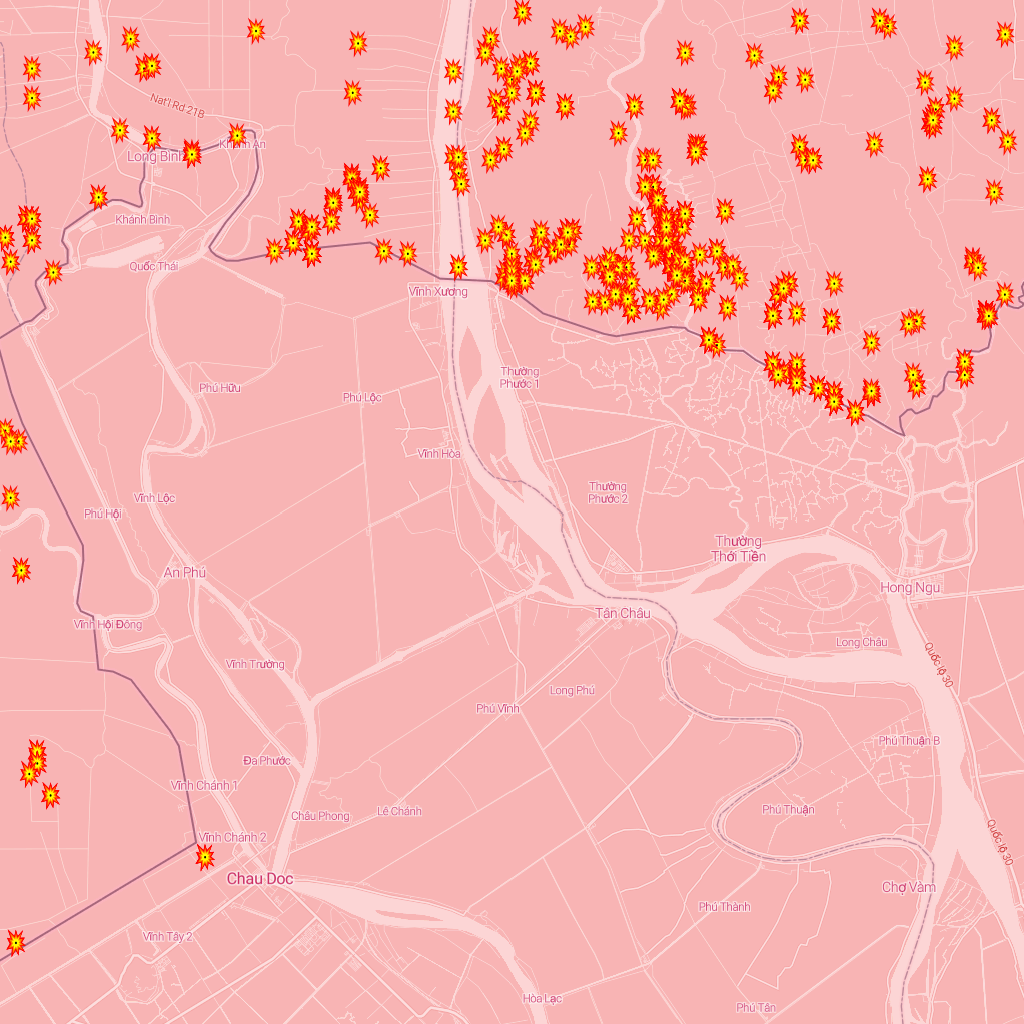 Nat'l Rd 21B
Long Bình
Khánh An
Khánh Bình
Quốc Thái
Vĩnh Xương
Thường
Phước 1
Phú Hữu
Phú Lộc
Vĩnh Hòa
Thường
Phước 2
Vĩnh Lộc
Phú Hội
Thường
Thới Tiền
An Phú
Hong Ngu
Tân Châu
Vĩnh Hội Đông
Long Châu
Quốc lộ 30
Vĩnh Trường
Long Phú
Phú Vĩnh
Phú Thuận B
Đa Phước
Vĩnh Chánh 1
Châu Phong
Lê Chánh
Phú Thuận
Quốc lộ 30
Vĩnh Chánh 2
Chau Doc
Chợ Vàm
Phú Thành
Vĩnh Tây 2
Hòa Lạc
Phú Tân